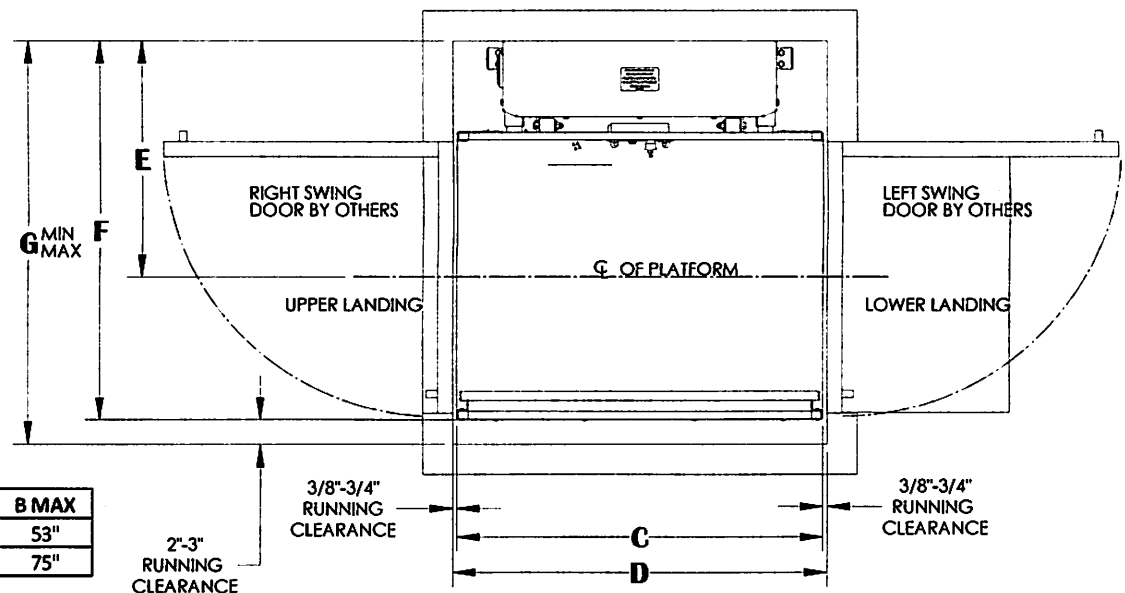 E
F
G MIN
MAX
RIGHT SWING
DOOR BY OTHERS
LEFT SWING
DOOR BY OTHERS
℄ OF PLATFORM
UPPER LANDING
LOWER LANDING
B MAX
53"
75"
2"-3"
RUNNING
CLEARANCE
3/8"-3/4"
RUNNING
CLEARANCE
C
D
3/8"-3/4"
RUNNING
CLEARANCE